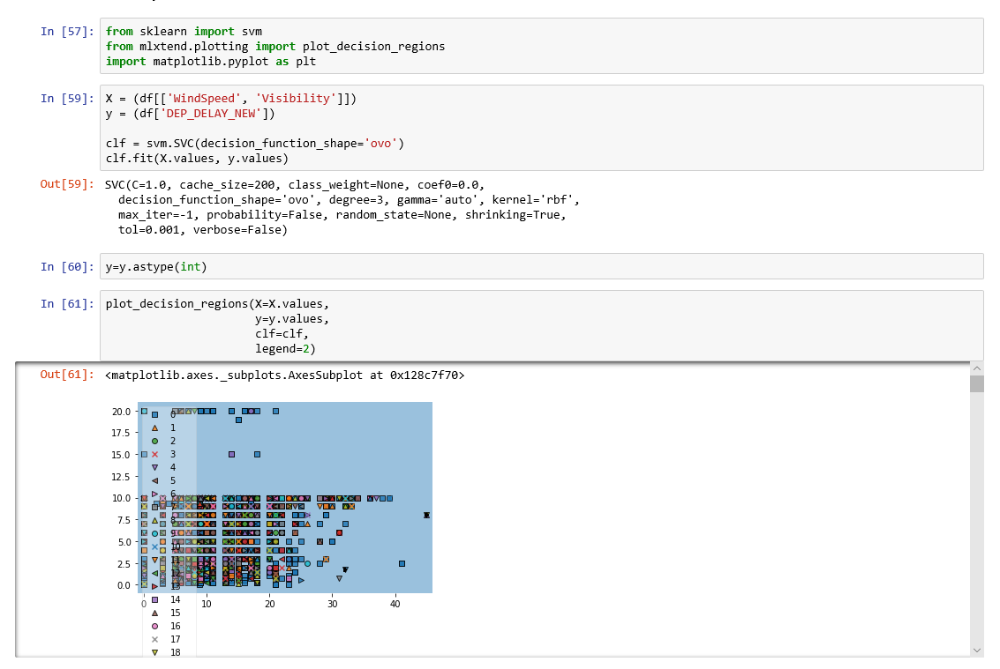 In [57]: from sklearn import svm
from mlxtend.plotting import plot_decision_regions
import matplotlib.pyplot as plt
In [59]: X = (df[['WindSpeed', 'Visibility']])
y = (df['DEP_DELAY_NEW'])
clf = svm.SVC(decision_function_shape='ovo')
clf.fit(X.values, y.values)
Out[59]: SVC(C=1.0, cache_size=200, class_weight=None, coef0=0.0,
decision_function_shape='ovo', degree=3, gamma='auto', kernel='rbf',
max_iter=-1, probability=False, random_state=None, shrinking=True,
tol=0.001, verbose=False)
In [60]: y=y.astype(int)
In [61]: plot_decision_regions(X=X.values,
y=y.values,
clf=clf,
legend=2)
Out[61]: <matplotlib.axes._subplots.AxesSubplot at 0x128c7f70>
20.0
17.5
15.0
12.5
10.0
7.5
5.0
2.5
0.0
0 10 20 30 40
0
1
2
3
4
5
6
8
9
10
11
12
13
14
15
16
17
18